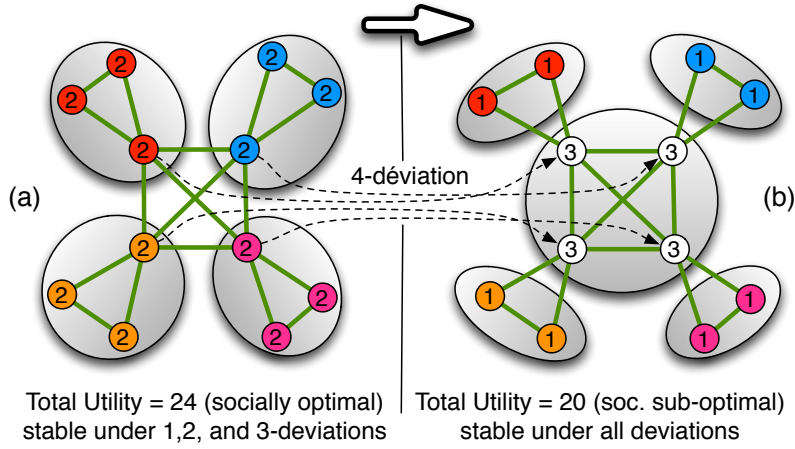 2 2 1 1
2 2 1 1
2 2 3 3
4-déviation
(a) (b)
2 2 3 3
2 2 1 1
2 2 1 1
Total Utility = 24 (socially optimal)
stable under 1,2, and 3-deviations
Total Utility = 20 (soc. sub-optimal)
stable under all deviations